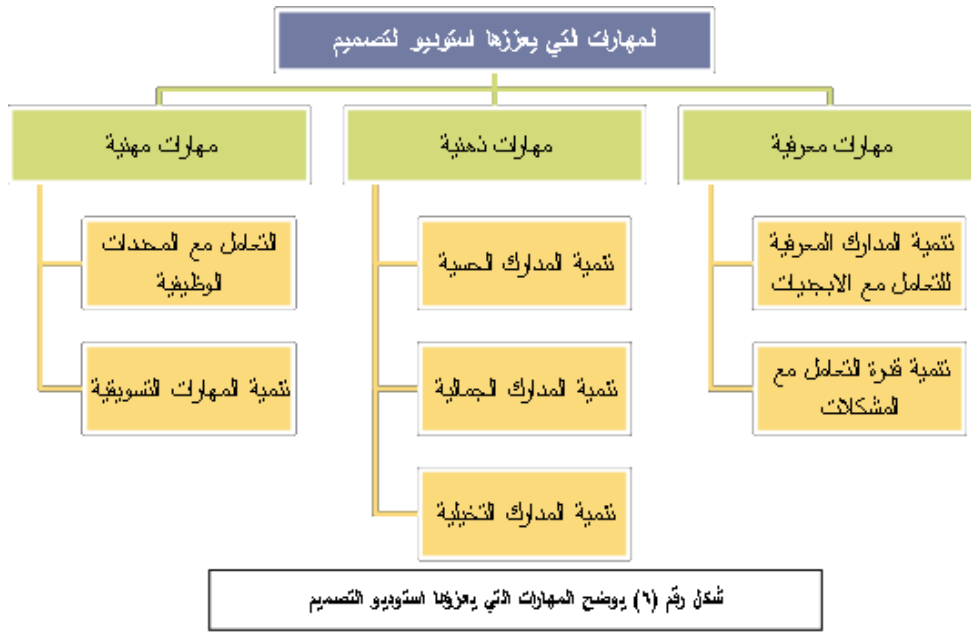 المهارات التي يعززها استوديو التصميم
مهارات معرفية
مهارات ذهنية
مهارات مهنية
تنمية المدارك المعرفية
للتعامل مع الابجديات
تنمية قدرة التعامل مع
المشكلات
تنمية المدارك الحسية
تنمية المدارك الجمالية
تنمية المدارك التخيلية
التعامل مع المحددات
الوظيفية
تنمية المهارات التسويقية
شكل رقم (٦) يوضح المهارات التي يعززها استوديو التصميم